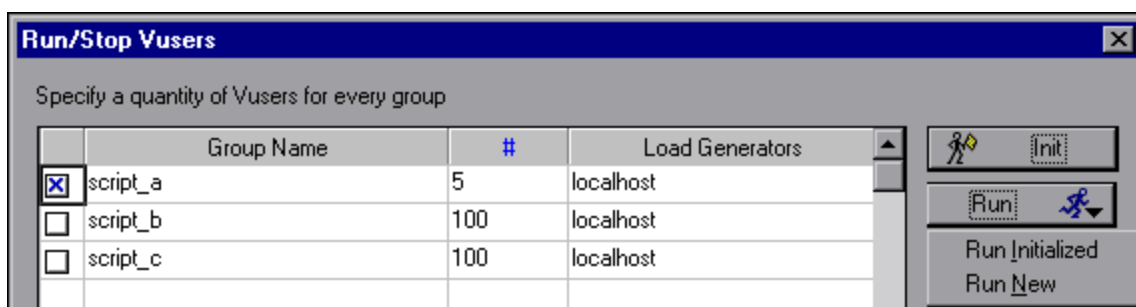 Run/Stop Vusers
Specify a quantity of Vusers for every group
Group Name # Load Generators
Init
script_a 5 localhost
Run
script_b 100 localhost
script_c 100 localhost
Run Initialized
Run New